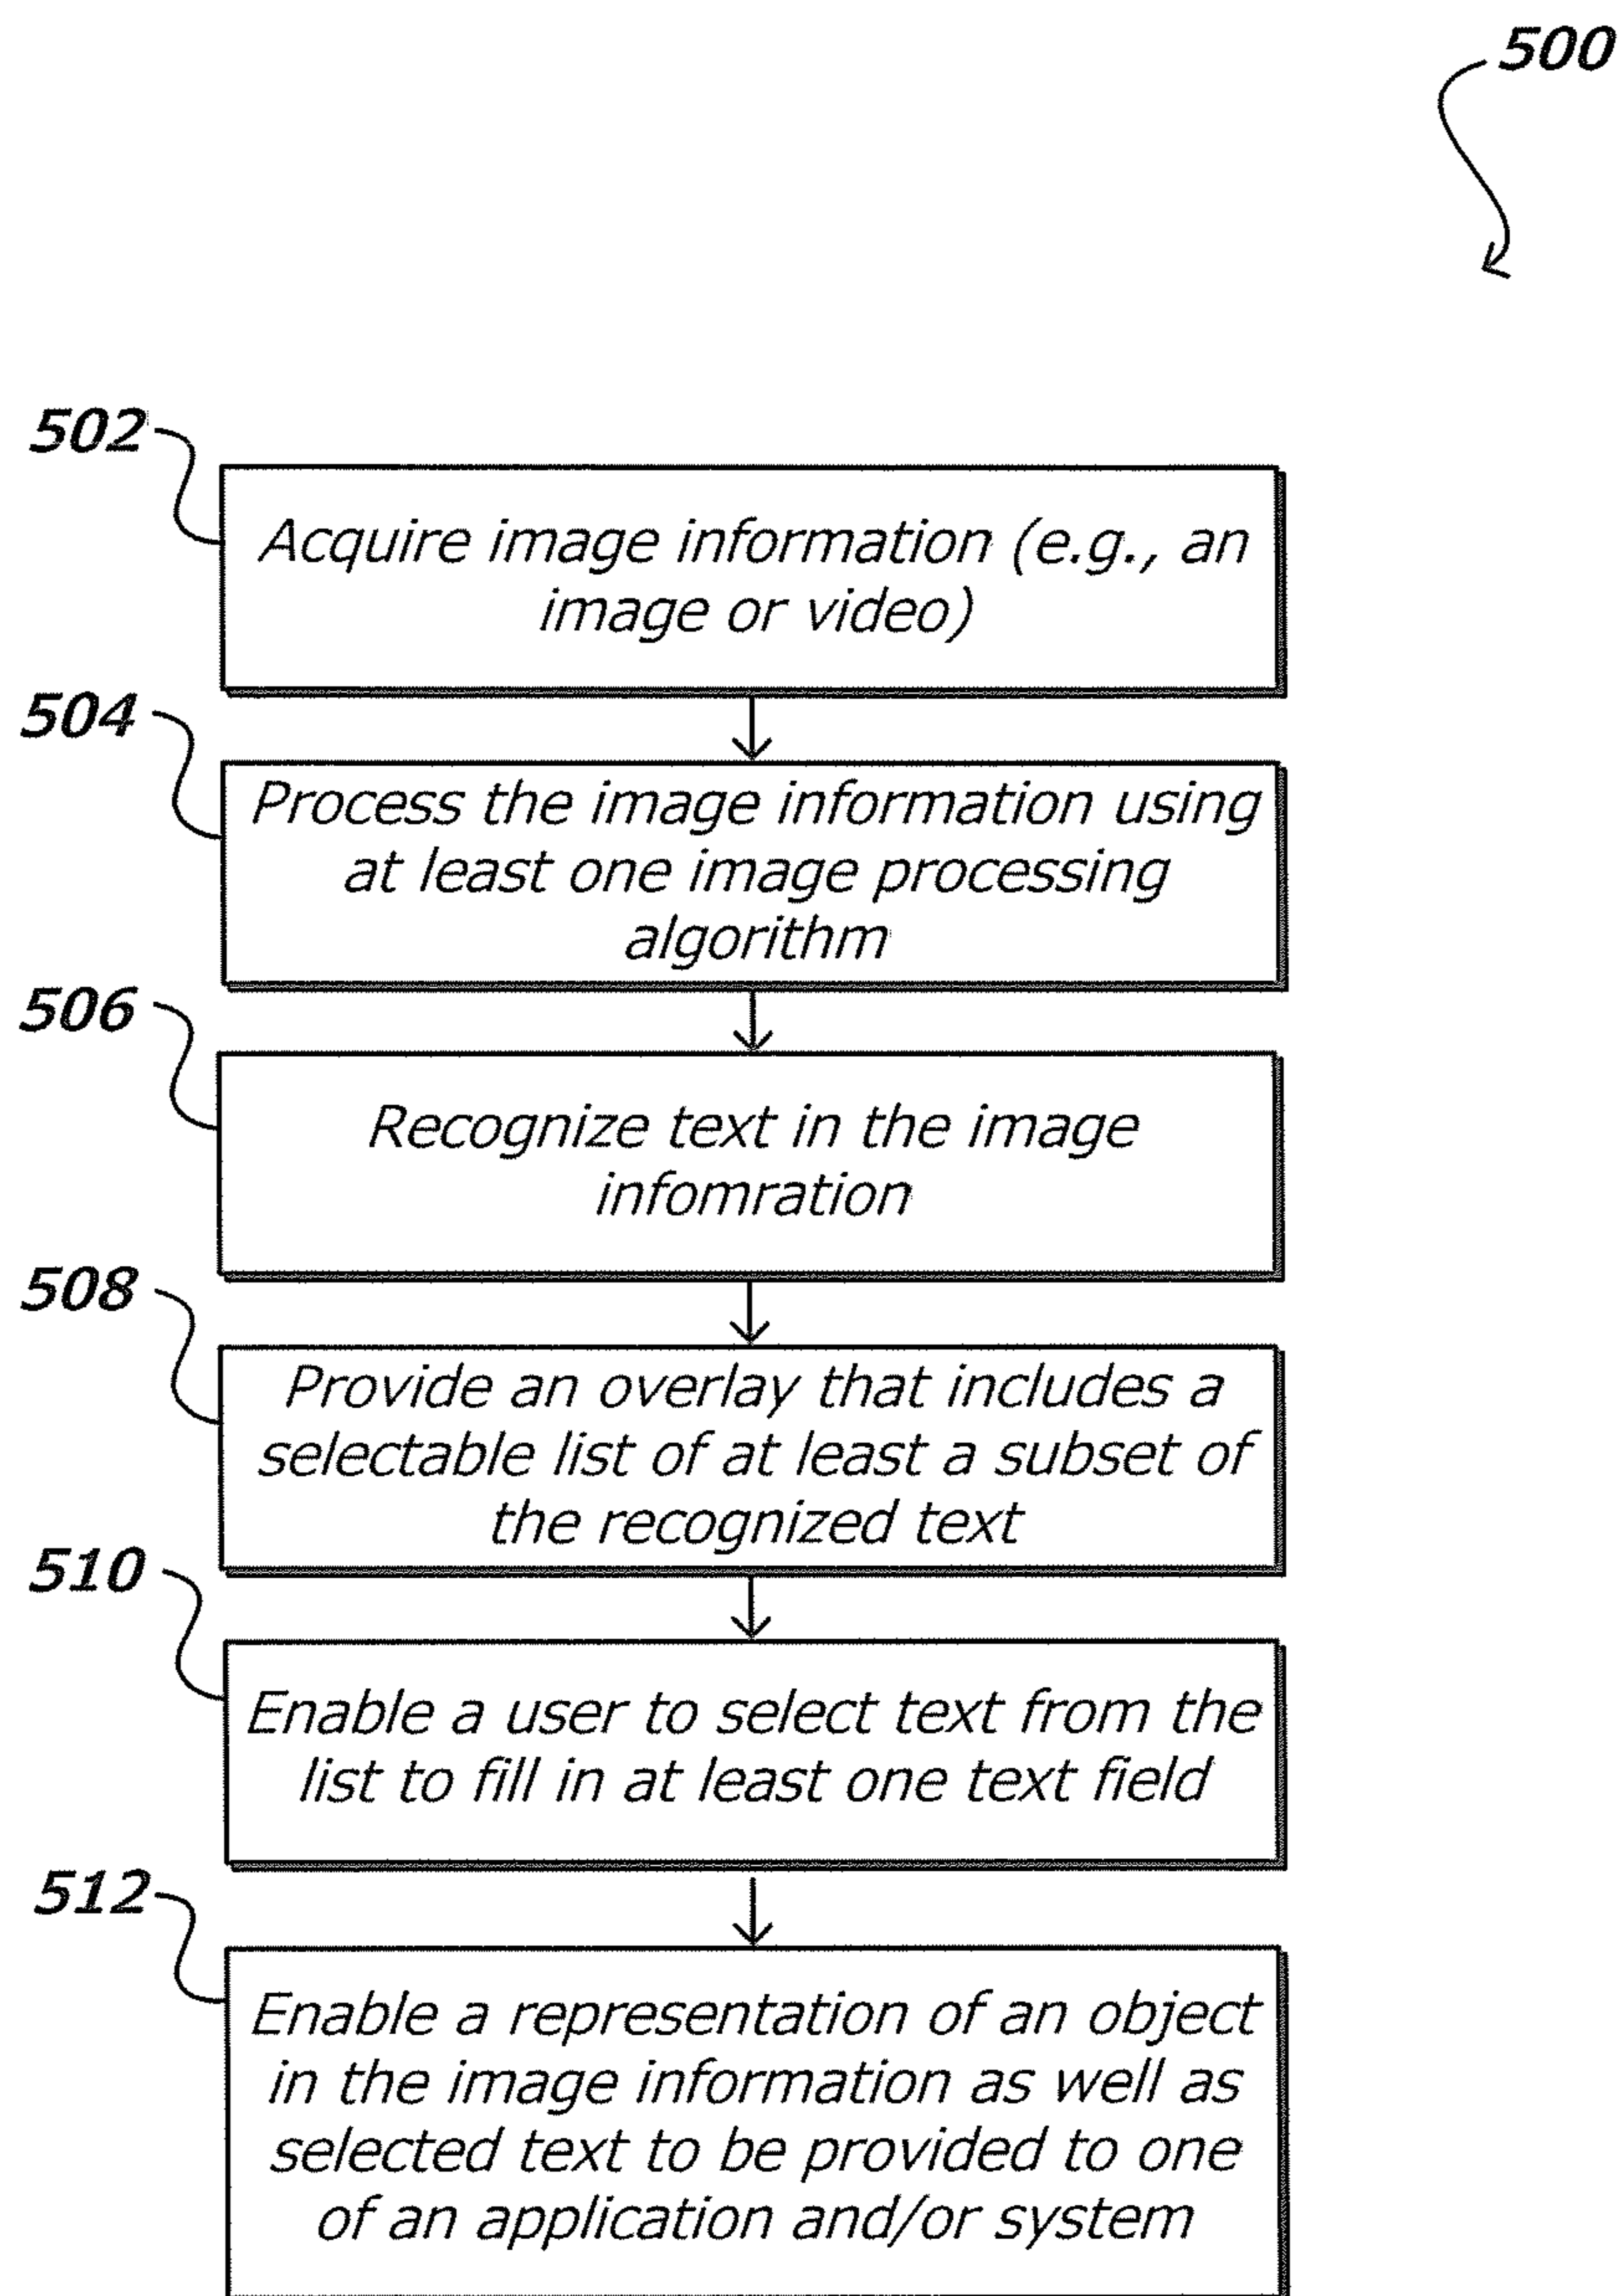 500
502
Acquire image information (e.g., an
image or video)
504
Process the image information using
at least one image processing
algorithm
506
Recognize text in the image
infomration
508
Provide an overlay that includes a
selectable list of at least a subset of
the recognized text
510
Enable a user to select text from the
list to fill in at least one text field
512
Enable a representation of an object
in the image information as well as
selected text to be provided to one
of an application and/or system